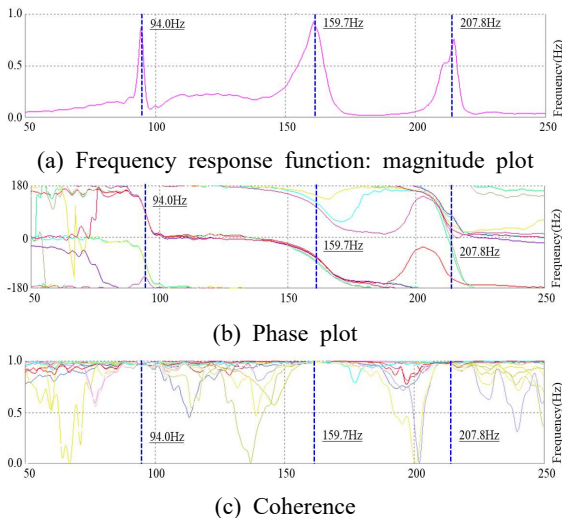 1.0
94.0Hz
159.7Hz
207.8Hz
0.5
0.0
50
100
150
200
250
Frequency(Hz)
(a) Frequency response function: magnitude plot
180
94.0Hz
0
159.7Hz
207.8Hz
-180
50
100
150
200
250
Frequency(Hz)
(b) Phase plot
1.0
0.5
94.0Hz
159.7Hz
207.8Hz
0.0
50
100
150
200
250
Frequency(Hz)
(c) Coherence